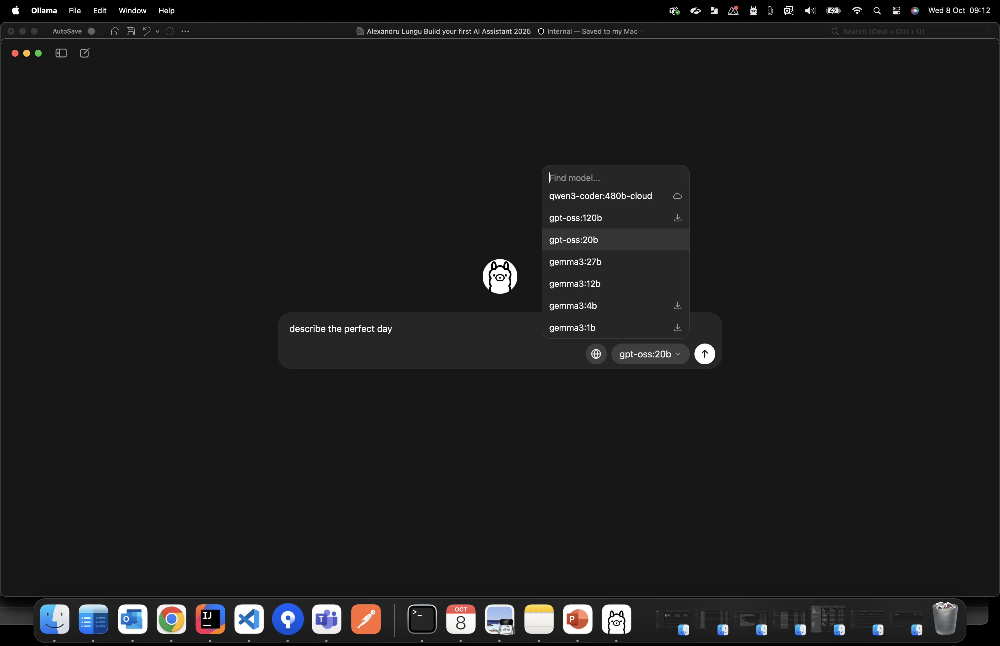 Ollama File Edit Window Help
Wed 8 Oct 09:12
AutoSave
Alexandru Lungu Build your first AI Assistant 2025 Internal — Saved to my Mac
Search (Cmd + Ctrl + U)
Find model...
qwen3-coder:480b-cloud
gpt-oss:120b
gpt-oss:20b
gemma3:27b
gemma3:12b
gemma3:4b
gemma3:1b
describe the perfect day
gpt-oss:20b
OCT
8